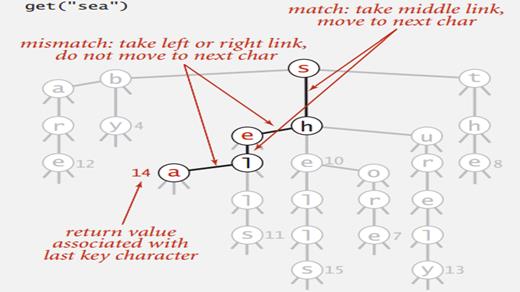 get("sea")
match: take middle link,
move to next char
mismatch: take left or right link,
do not move to next char
s
b
t
a
r
y 4
e
h
u
h
e 12
14 a
l
e 10
o
r
e 8
l
l
r
e
s 11
l
e 7
l
s 15
y 13
return value
associated with
last key character